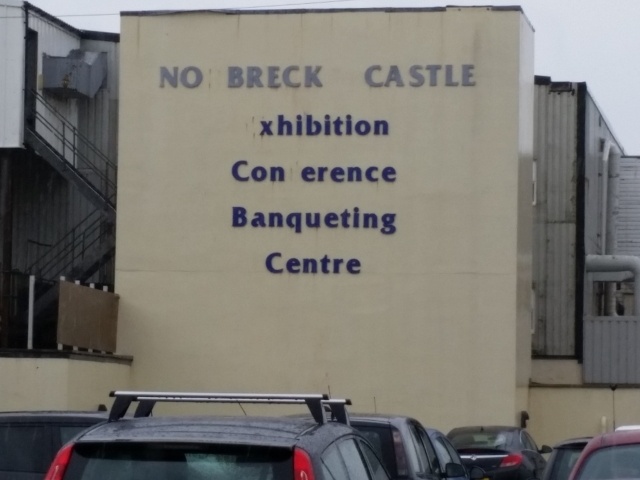 NO BRECK CASTLE
xhibition
Con erence
Banqueting
Centre